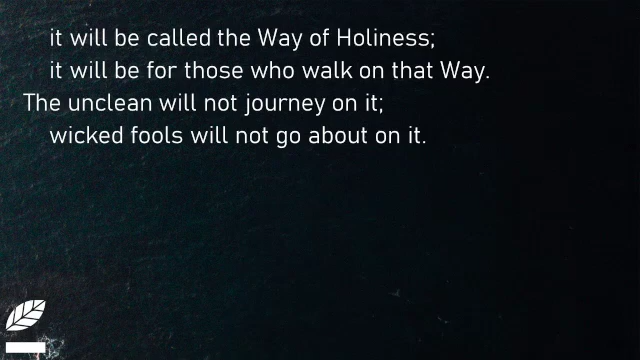 it will be called the Way of Holiness;
it will be for those who walk on that Way.
The unclean will not journey on it;
wicked fools will not go about on it.